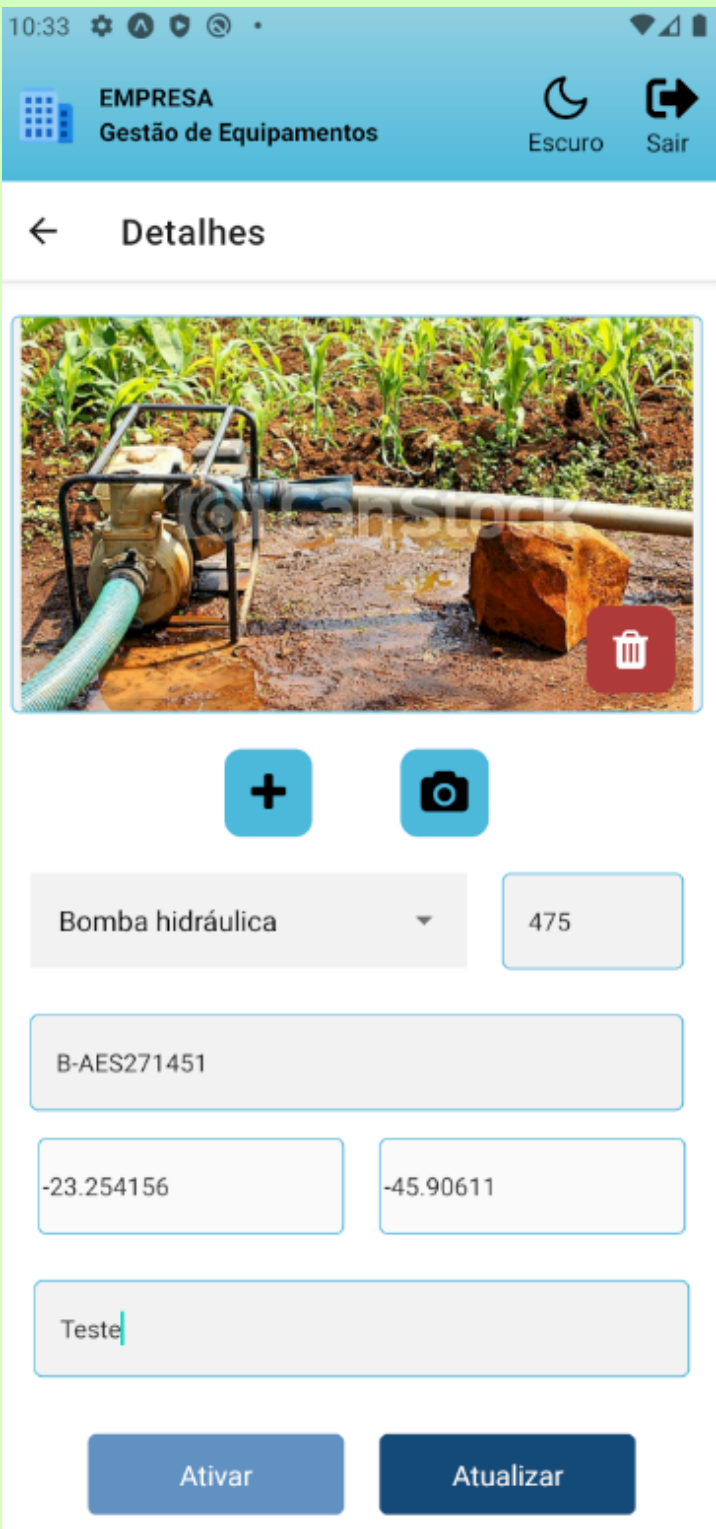 10:33
EMPRESA
Gestão de Equipamentos
Escuro
Sair
Detalhes
CanStock
Bomba hidráulica
475
B-AES271451
-23.254156
-45.90611
Teste
Ativar
Atualizar